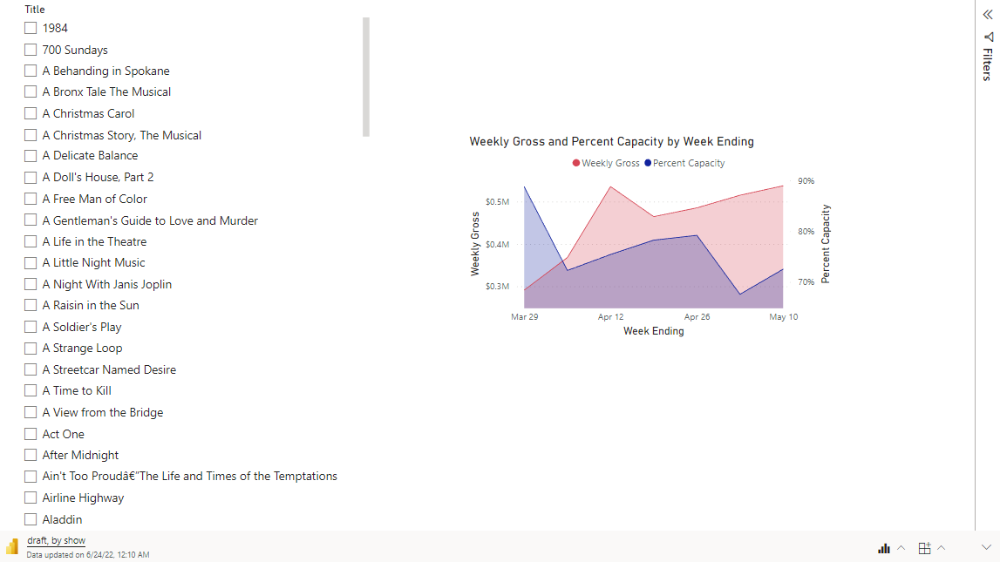 Title
1984
700 Sundays
A Behanding in Spokane
A Bronx Tale The Musical
A Christmas Carol
A Christmas Story, The Musical
A Delicate Balance
A Doll's House, Part 2
A Free Man of Color
A Gentleman's Guide to Love and Murder
A Life in the Theatre
A Little Night Music
A Night With Janis Joplin
A Raisin in the Sun
A Soldier's Play
A Strange Loop
A Streetcar Named Desire
A Time to Kill
A View from the Bridge
Act One
After Midnight
Ain't Too Proudâ€”The Life and Times of the Temptations
Airline Highway
Aladdin
Weekly Gross and Percent Capacity by Week Ending
Weekly Gross Percent Capacity
Weekly Gross
$0.5M
$0.4M
$0.3M
90%
80%
70%
Percent Capacity
Mar 29 Apr 12 Apr 26 May 10
Week Ending
Filters
draft, by show
Data updated on 6/24/22, 12:10 AM